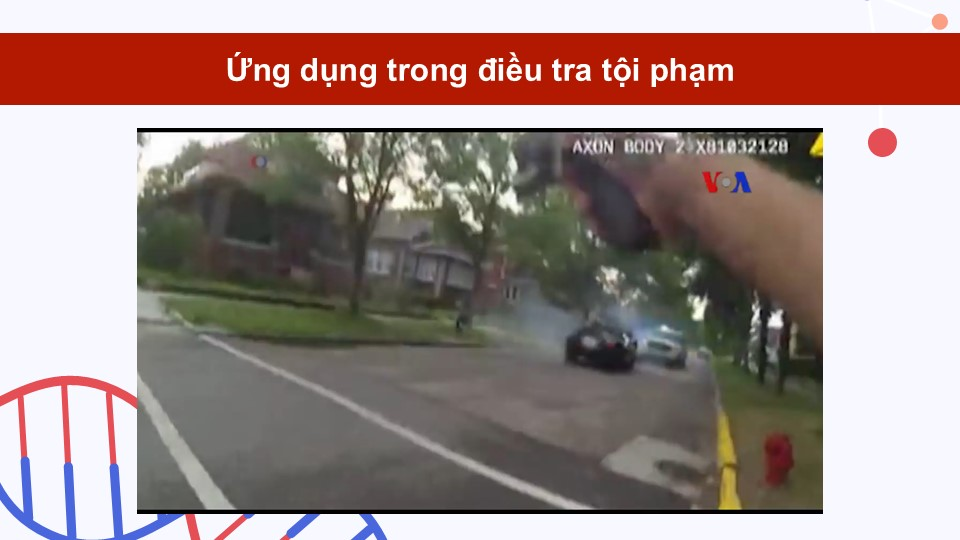 Ứng dụng trong điều tra tội phạm
AXON BODY 2 X81032128
VOA